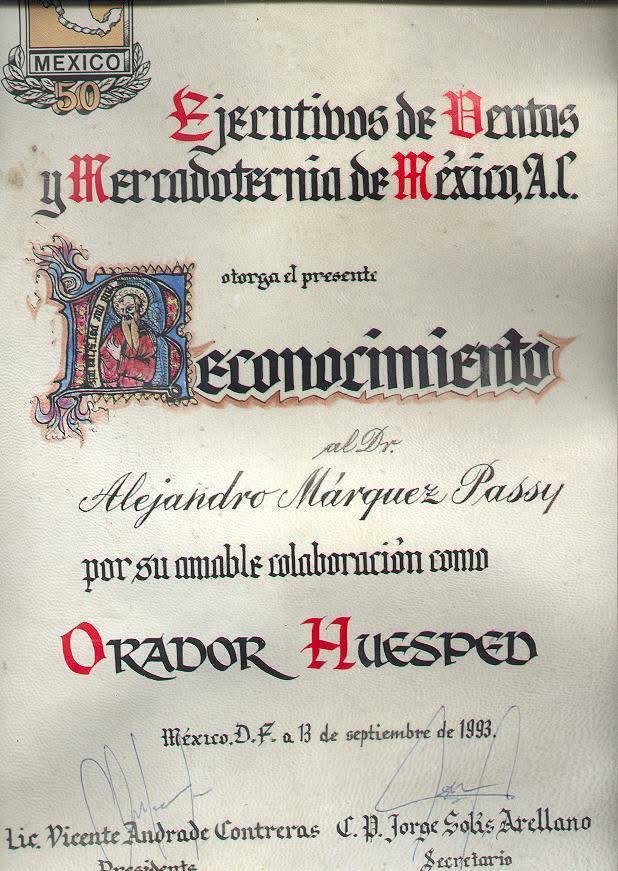 MEXICO
50
Ejecutivos de Ventas
y Mercadotecnia de México, A.C.
otorga el presente
Reconocimiento
al Dr.
Alejandro Márquez Passy
por su amable colaboración como
ORADOR HUESPED
México, D.F. a 13 de septiembre de 1993.
Lic. Vicente Andrade Contreras C.P. Jorge Solís Arellano
Presidente Secretario